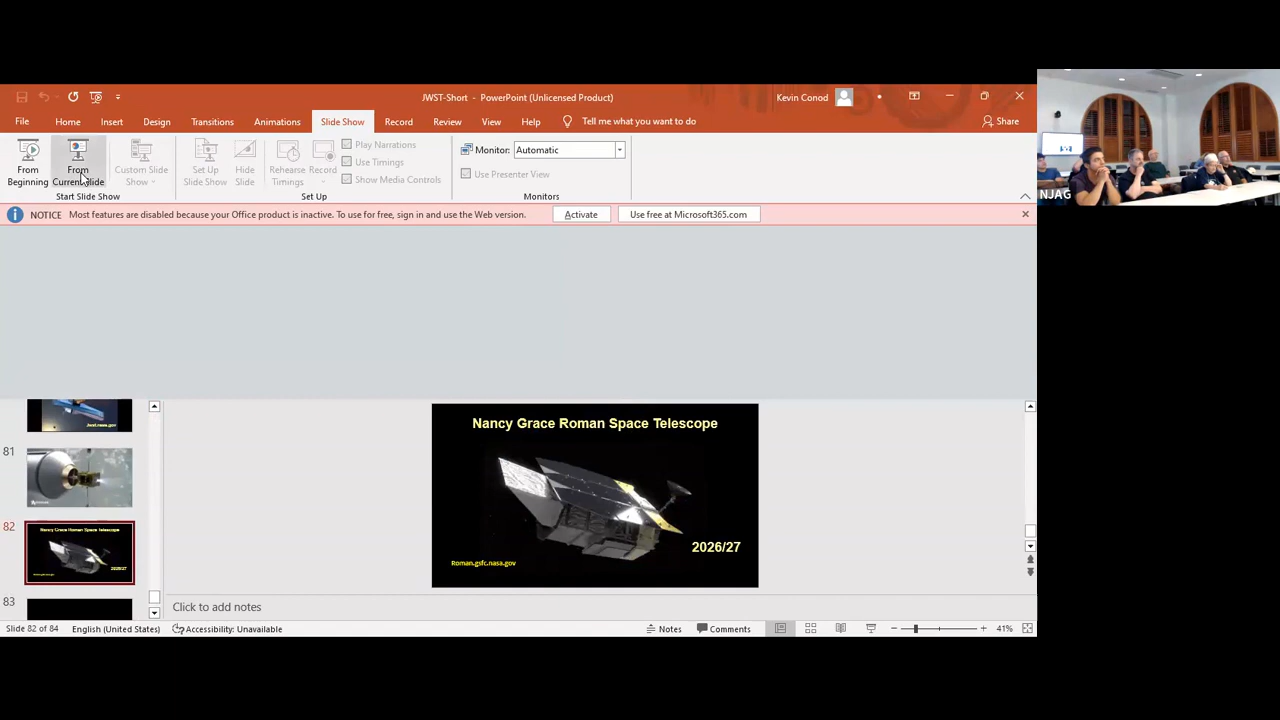 JWST-Short - PowerPoint (Unlicensed Product)
Kevin Conod
File Home Insert Design Transitions Animations Slide Show Record Review View Help Tell me what you want to do
Share
From Beginning
From Current Slide
Custom Slide Show
Set Up Slide Show
Hide Slide
Rehearse Timings
Record
Play Narrations
Use Timings
Show Media Controls
Monitor: Automatic
Use Presenter View
Start Slide Show
Set Up
Monitors
NOTICE Most features are disabled because your Office product is inactive. To use for free, sign in and use the Web version.
Activate
Use free at Microsoft365.com
NJAG
81
82
Nancy Grace Roman Space Telescope
83
Nancy Grace Roman Space Telescope
2026/27
Roman.gsfc.nasa.gov
Click to add notes
Slide 82 of 84
English (United States)
Accessibility: Unavailable
Notes
Comments
41%